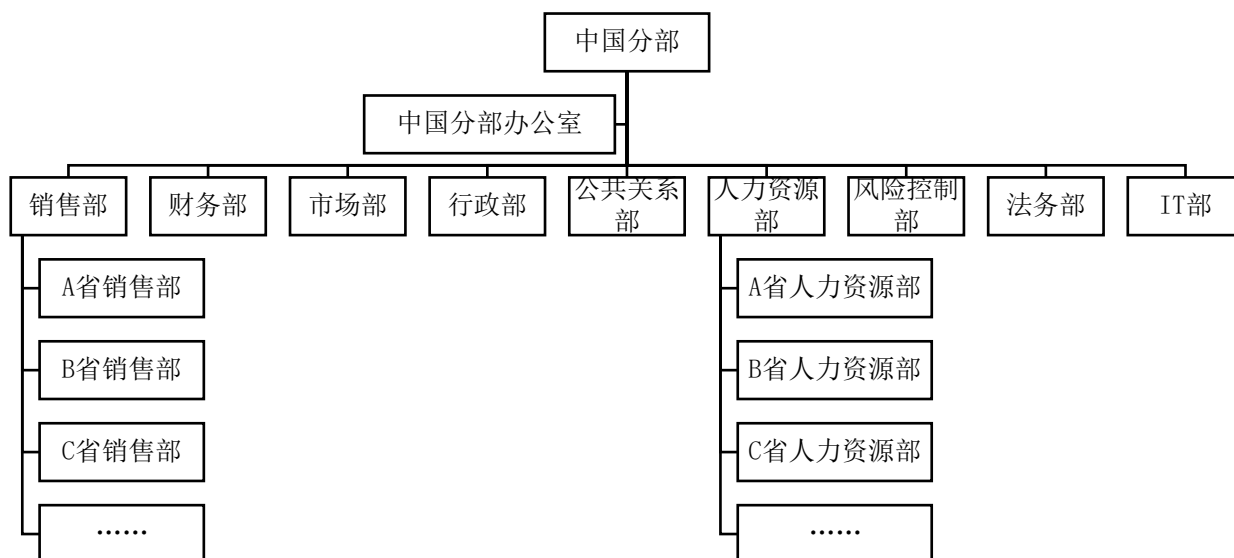 中国分部
中国分部办公室
销售部
财务部
市场部
行政部
公共关系
部
人力资源
部
风险控制
部
法务部
IT部
A省销售部
A省人力资源部
B省销售部
B省人力资源部
C省销售部
C省人力资源部
……
……